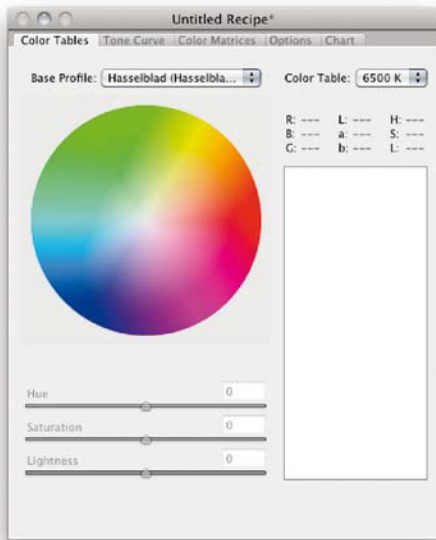 Untitled Recipe*
Color Tables Tone Curve Color Matrices Options Chart
Base Profile: Hasselblad (Hasselbla... Color Table: 6500 K
R: --- L: --- H: ---
B: --- a: --- S: ---
G: --- b: --- L: ---
Hue 0
Saturation 0
Lightness 0